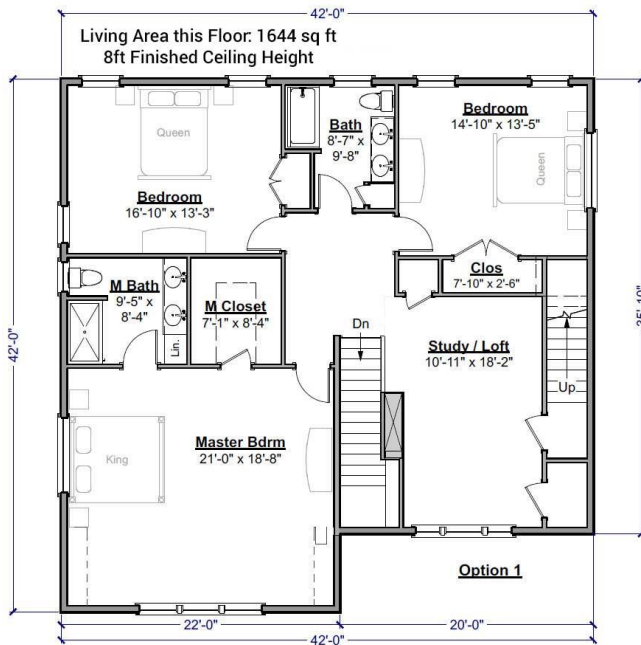 42'-0"
Living Area this Floor: 1644 sq ft
8ft Finished Ceiling Height
Queen
Bedroom
16'-10" x 13'-3"
Bath
8'-7" x
9'-8"
Bedroom
14'-10" x 13'-5"
Queen
M Bath
9'-5" x
8'-4"
Lin.
M Closet
7'-1" x 8'-4"
Clos
7'-10" x 2'-6"
Dn
Study / Loft
10'-11" x 18'-2"
Up
42'-0"
35'-10"
King
Master Bdrm
21'-0" x 18'-8"
Option 1
22'-0"
20'-0"
42'-0"